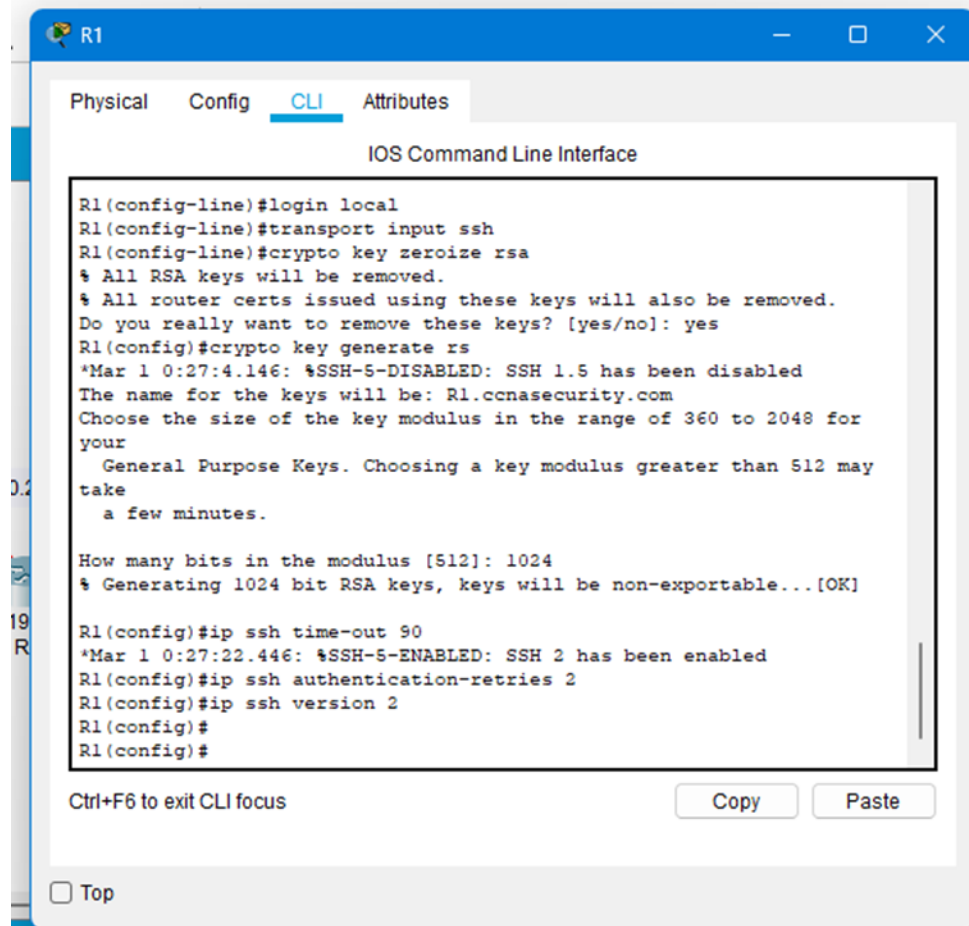 R1
Physical Config CLI Attributes
IOS Command Line Interface
R1(config-line)#login local
R1(config-line)#transport input ssh
R1(config-line)#crypto key zeroize rsa
% All RSA keys will be removed.
% All router certs issued using these keys will also be removed.
Do you really want to remove these keys? [yes/no]: yes
R1(config)#crypto key generate rs
*Mar 1 0:27:4.146: %SSH-5-DISABLED: SSH 1.5 has been disabled
The name for the keys will be: R1.ccnasecurity.com
Choose the size of the key modulus in the range of 360 to 2048 for
your
General Purpose Keys. Choosing a key modulus greater than 512 may
take
a few minutes.
How many bits in the modulus [512]: 1024
% Generating 1024 bit RSA keys, keys will be non-exportable...[OK]
R1(config)#ip ssh time-out 90
*Mar 1 0:27:22.446: %SSH-5-ENABLED: SSH 2 has been enabled
R1(config)#ip ssh authentication-retries 2
R1(config)#ip ssh version 2
R1(config)#
R1(config)#
Ctrl+F6 to exit CLI focus
Copy Paste
Top
0.2
19
R